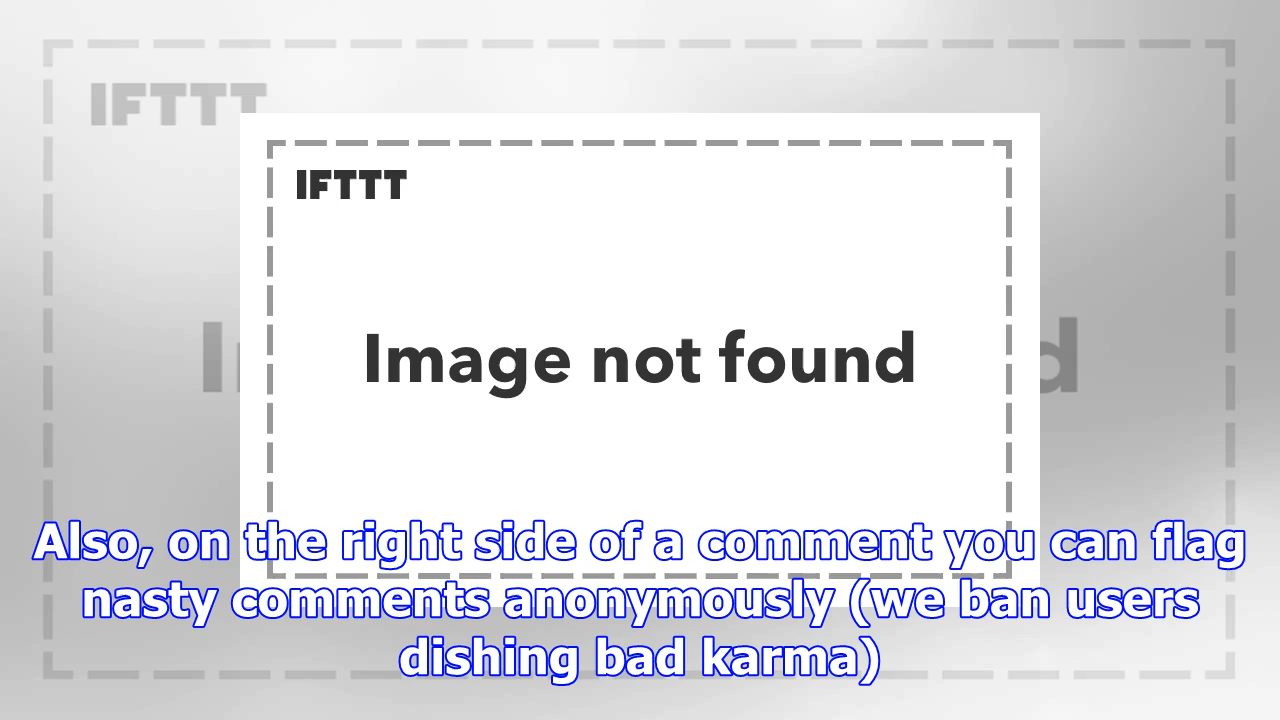 IFTTT
IFTTT
Image not found
Also, on the right side of a comment you can flag
nasty comments anonymously (we ban users
dishing bad karma)